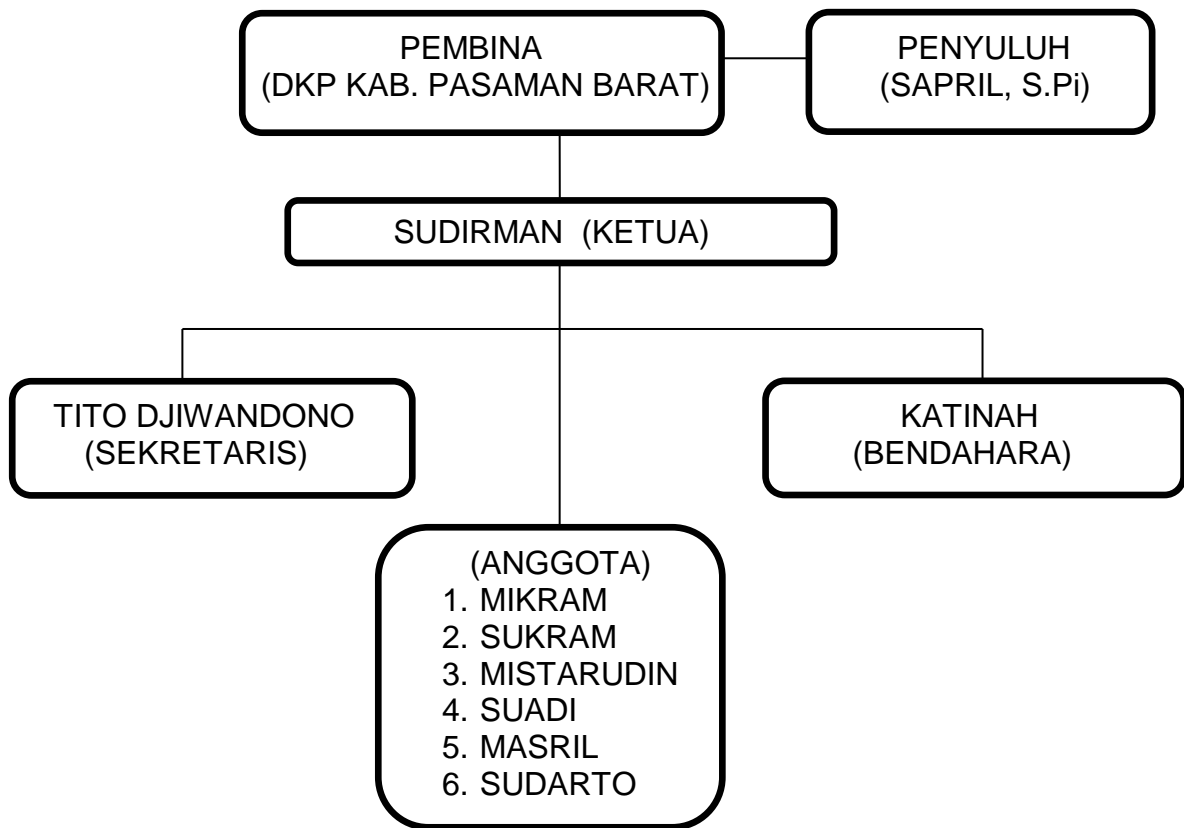 PEMBINA
(DKP KAB. PASAMAN BARAT)
PENYULUH
(SAPRIL, S.Pi)
SUDIRMAN (KETUA)
TITO DJIWANDONO
(SEKRETARIS)
KATINAH
(BENDAHARA)
(ANGGOTA)
1. MIKRAM
2. SUKRAM
3. MISTARUDIN
4. SUADI
5. MASRIL
6. SUDARTO